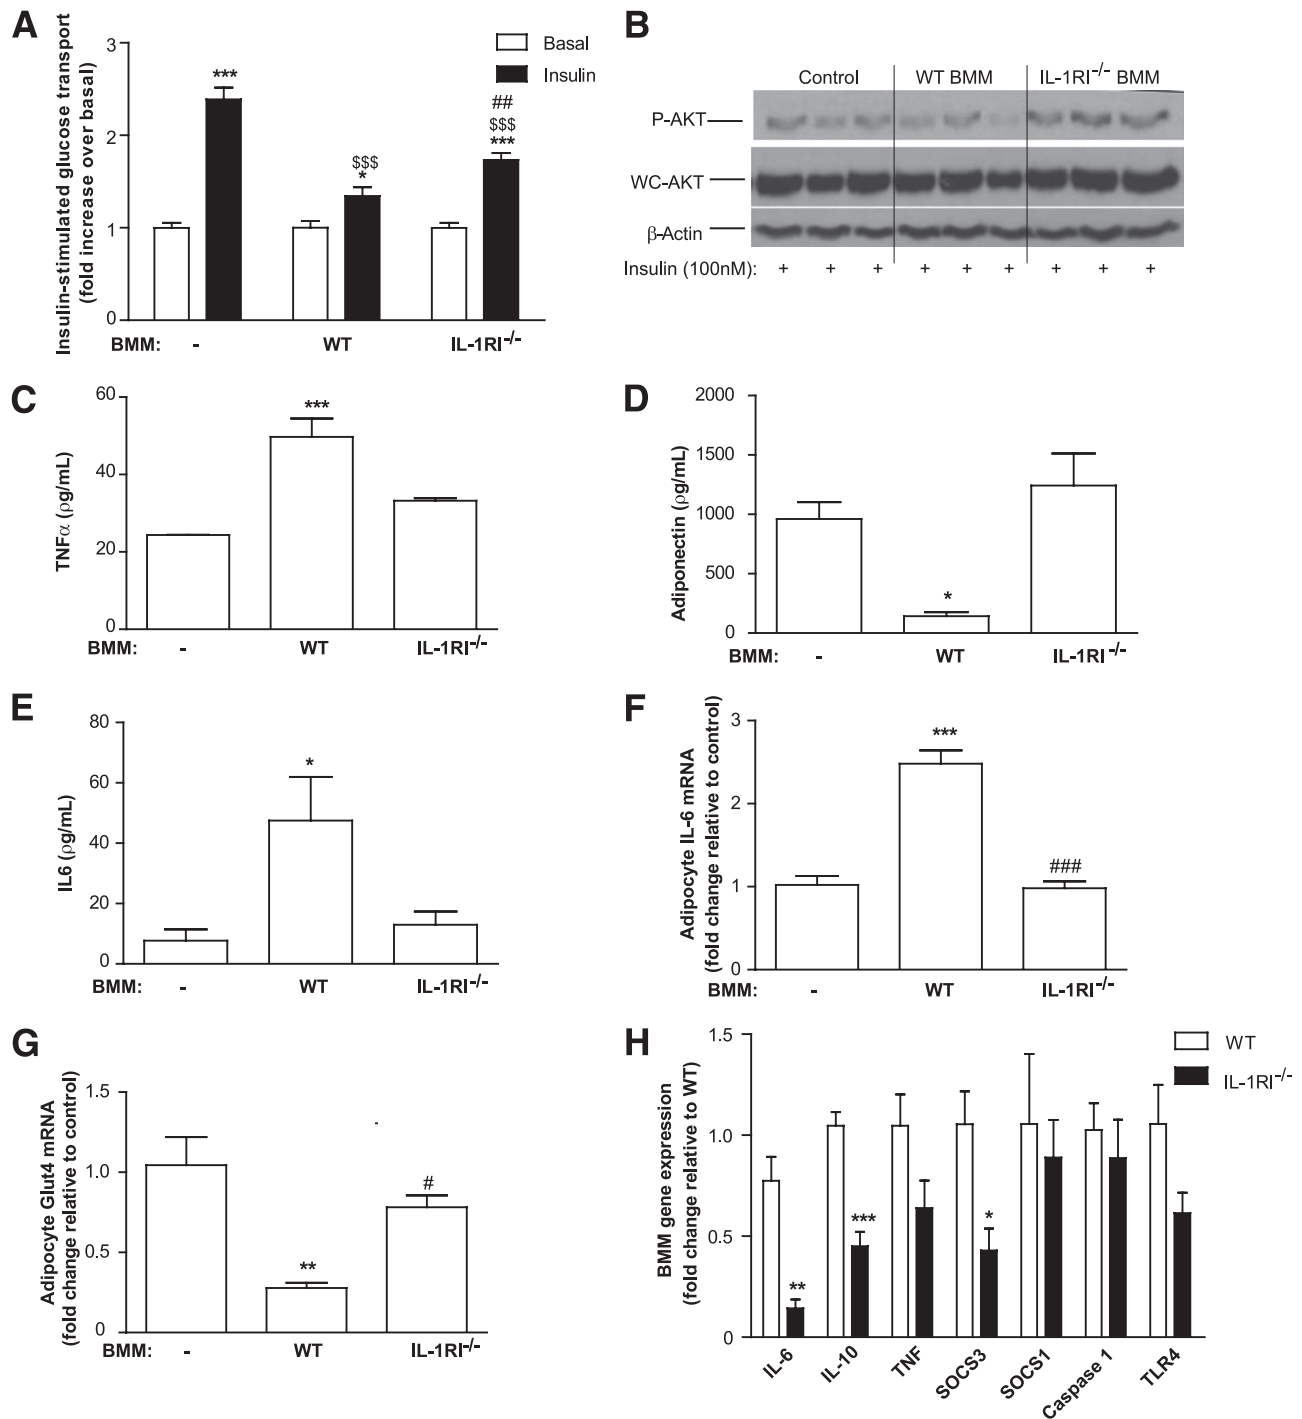 A
Insulin-stimulated glucose transport
(fold increase over basal)
3
2
1
0
Basal
Insulin
***
$$$
*
##
$$$
***
BMM: - WT IL-1RI-/-
B
Control WT BMM IL-1RI-/- BMM
P-AKT
WC-AKT
β-Actin
Insulin (100nM): + + + + + + + + +
C
TNFα (ρg/mL)
60
40
20
0
***
BMM: - WT IL-1RI-/-
D
Adiponectin (ρg/mL)
2000
1500
1000
500
0
*
BMM: - WT IL-1RI-/-
E
IL6 (ρg/mL)
80
60
40
20
0
*
BMM: - WT IL-1RI-/-
F
Adipocyte IL-6 mRNA
(fold change relative to control)
3
2
1
0
***
###
BMM: - WT IL-1RI-/-
G
Adipocyte Glut4 mRNA
(fold change relative to control)
1.5
1.0
0.5
0
**
#
BMM: - WT IL-1RI-/-
H
BMM gene expression
(fold change relative to WT)
1.5
1.0
0.5
0
WT
IL-1RI-/-
**
***
*
IL-6 IL-10 TNF SOCS3 SOCS1 Caspase 1 TLR4